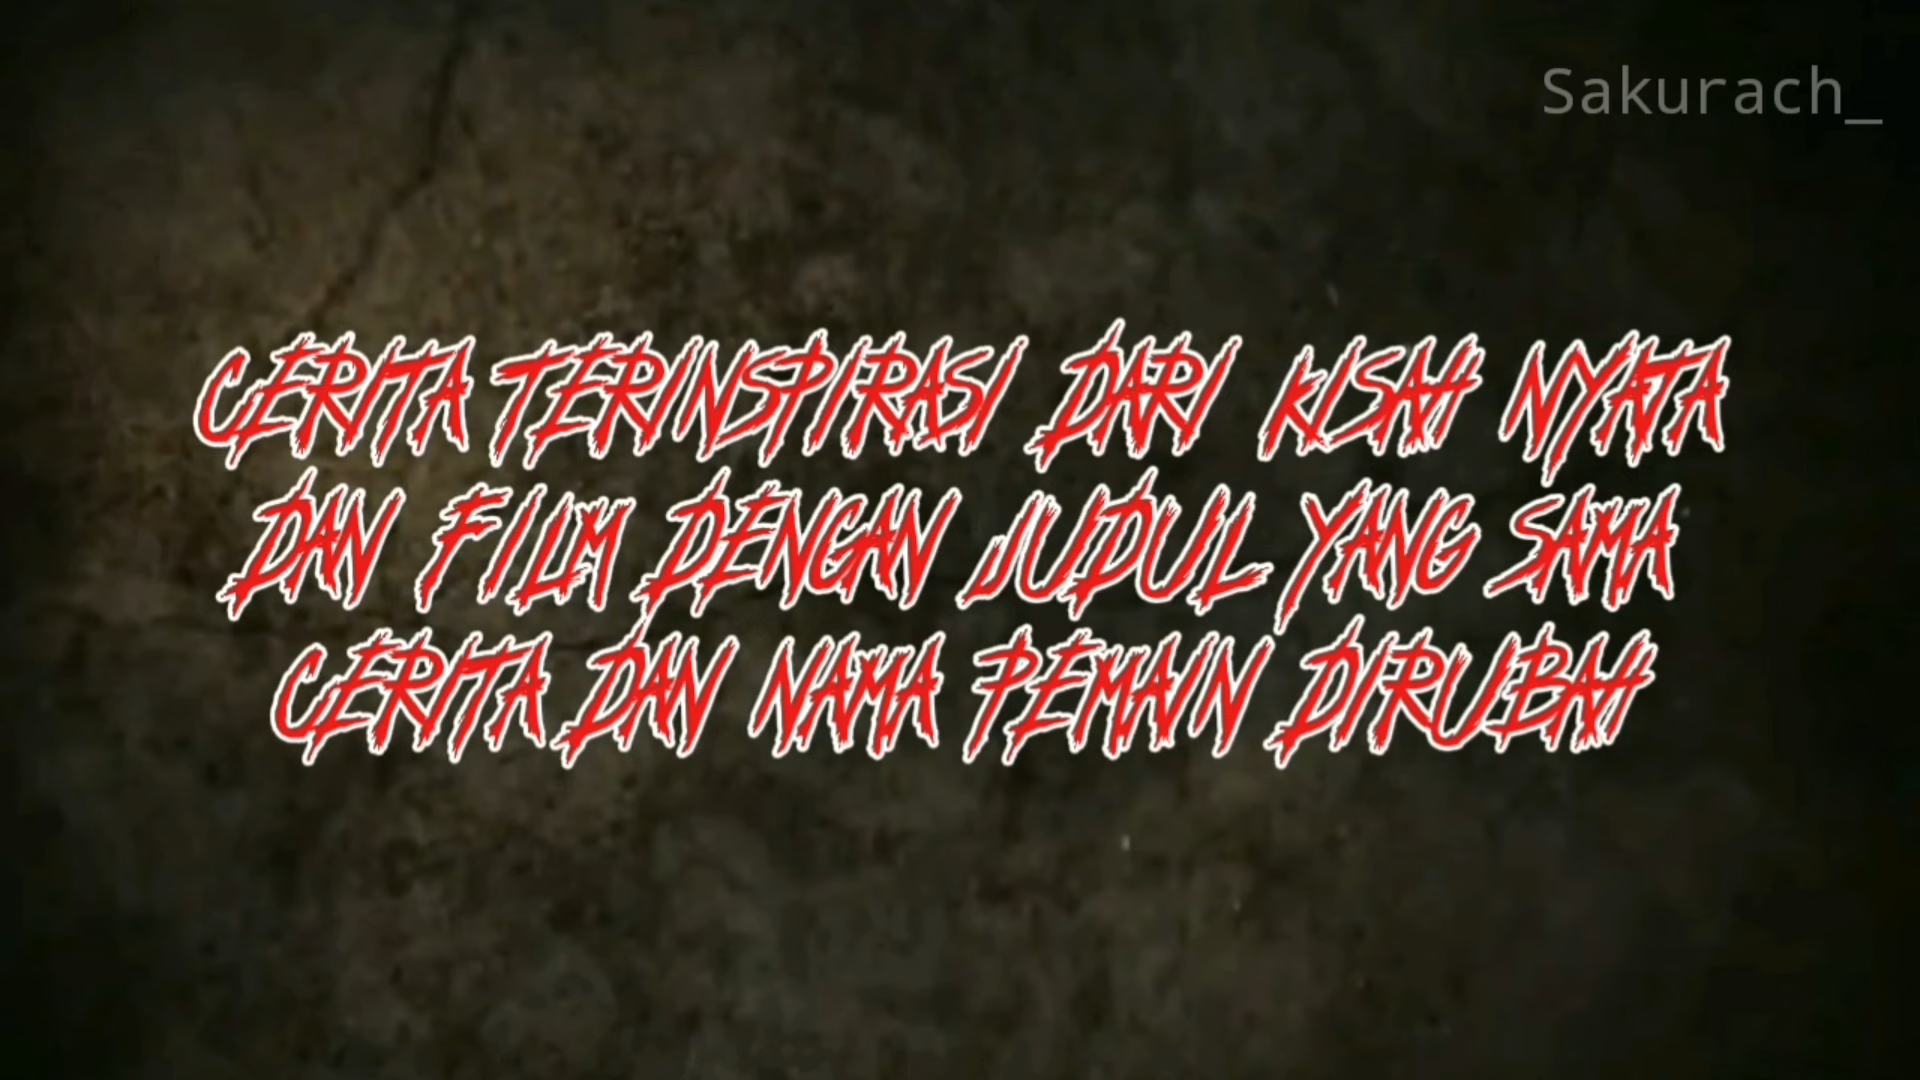 Sakurach_
CERITA TERINSPIRASI DARI KISAH NYATA
DAN FILM DENGAN JUDUL YANG SAMA
CERITA DAN NAMA PEMAIN DIRUBAH